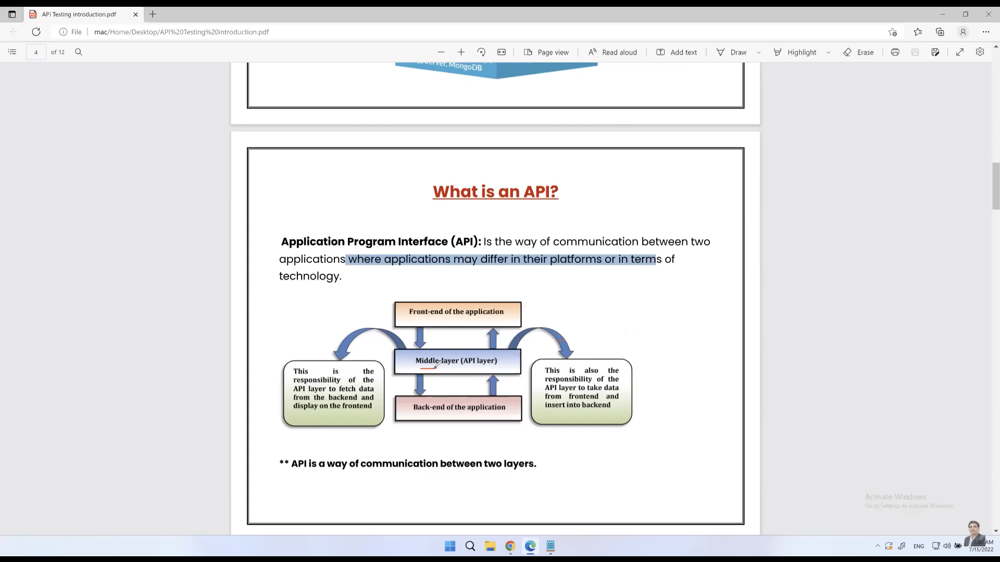 API Testing introduction.pdf
File
mac/Home/Desktop/API%20Testing%20introduction.pdf
4 of 12
Page view
Read aloud
Add text
Draw
Highlight
Erase
MongoDB
What is an API?
Application Program Interface (API): Is the way of communication between two
applications where applications may differ in their platforms or in terms of
technology.
Front-end of the application
Middle layer (API layer)
Back-end of the application
This is the
responsibility of the
API layer to fetch data
from the backend and
display on the frontend
This is also the
responsibility of the
API layer to take data
from frontend and
insert into backend
** API is a way of communication between two layers.
Activate Windows
Go to Settings to activate Windows.
ENG
7:00 AM
7/15/2022